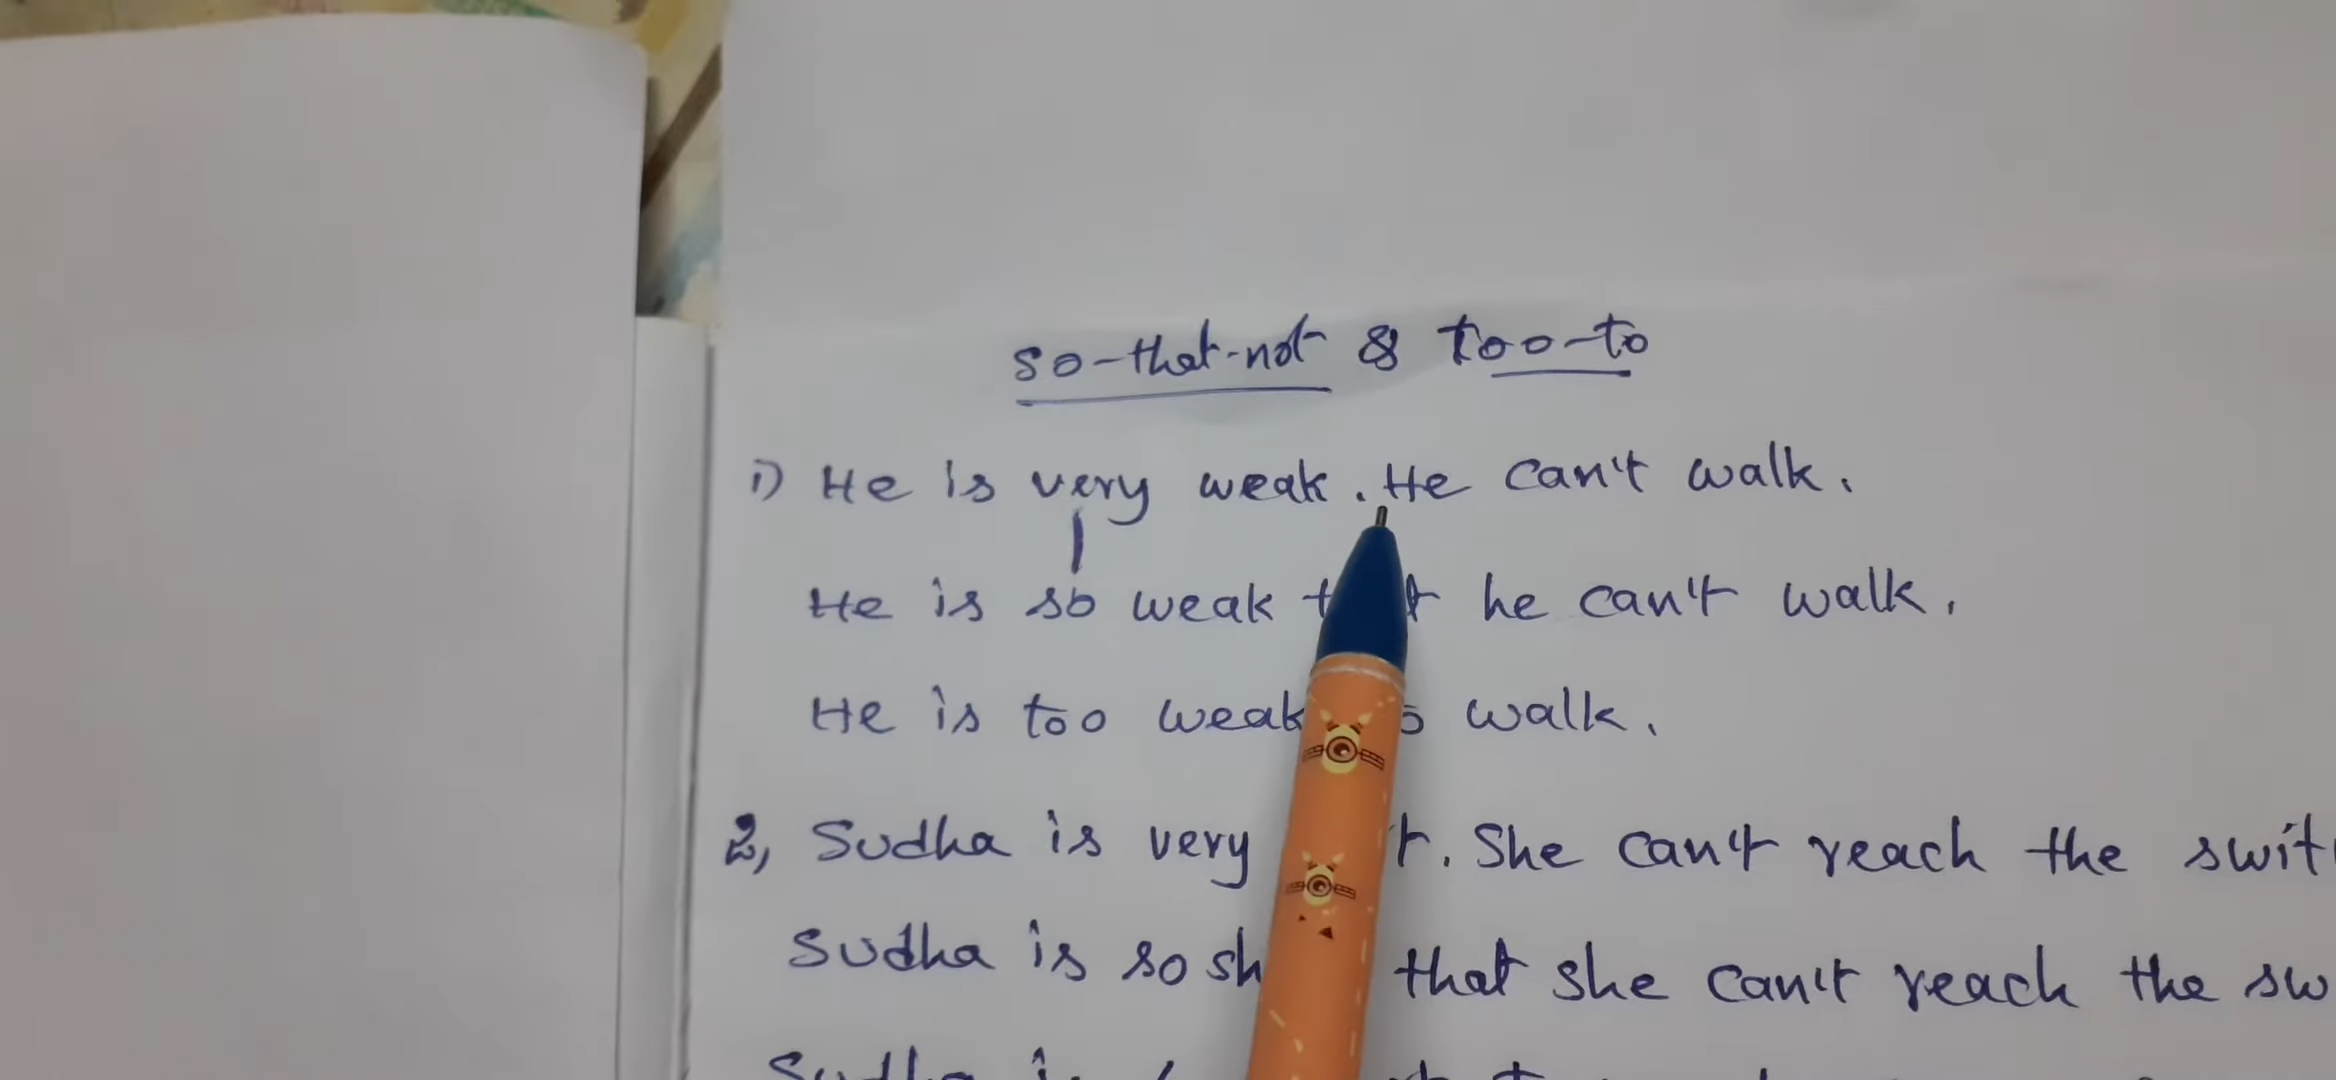 so-that-not & too-to
1) He is very weak. He can't walk.
He is so weak he can't walk.
He is too weak walk.
2, Sudha is very She can't reach the
Sudha is so that she can't reach the